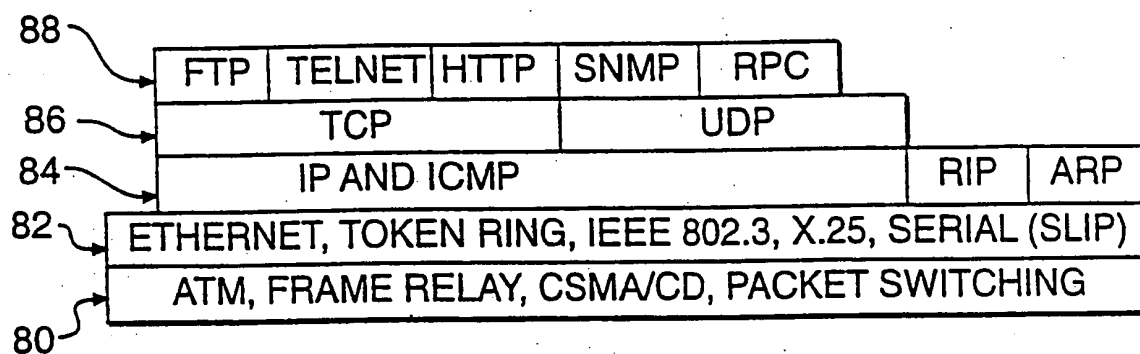 88 FTP TELNET HTTP SNMP RPC
86 TCP UDP
84 IP AND ICMP RIP ARP
82 ETHERNET, TOKEN RING, IEEE 802.3, X.25, SERIAL (SLIP)
80 ATM, FRAME RELAY, CSMA/CD, PACKET SWITCHING